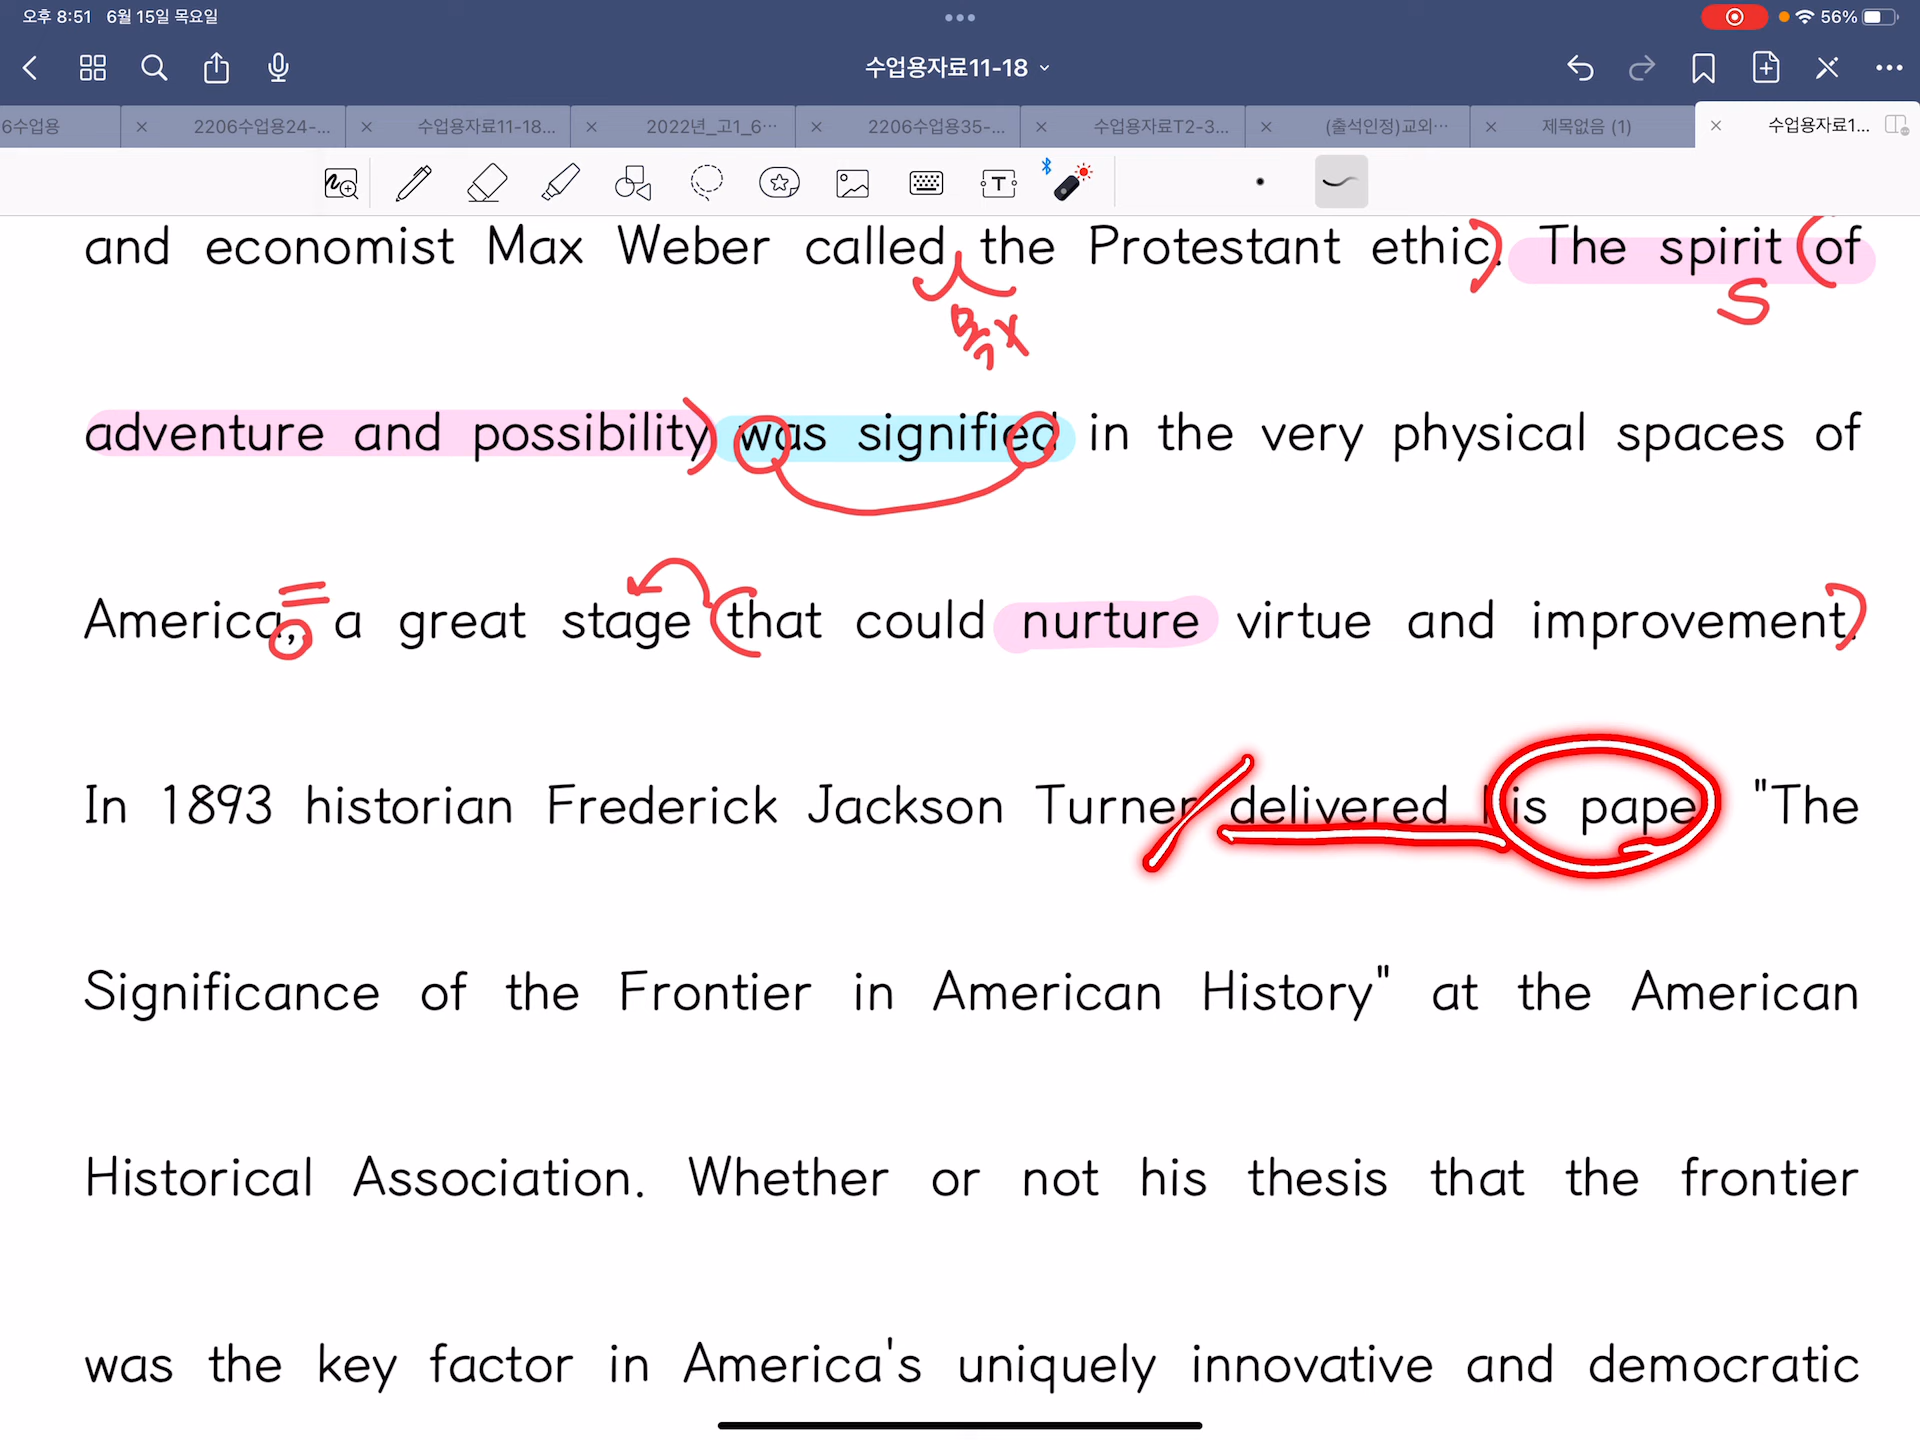 오후 8:51 6월 15일 목요일 56%
수업용자료11-18
6수업용 2206수업용24-... 수업용자료11-18... 2022년_고1_6… 2206수업용35-... 수업용자료T2-3... (출석인정)교외… 제목없음 (1) 수업용자료1...
and economist Max Weber called the Protestant ethic. The spirit of
S
목x
adventure and possibility was signified in the very physical spaces of
America, a great stage that could nurture virtue and improvement.
In 1893 historian Frederick Jackson Turner delivered his paper "The
Significance of the Frontier in American History" at the American
Historical Association. Whether or not his thesis that the frontier
was the key factor in America's uniquely innovative and democratic